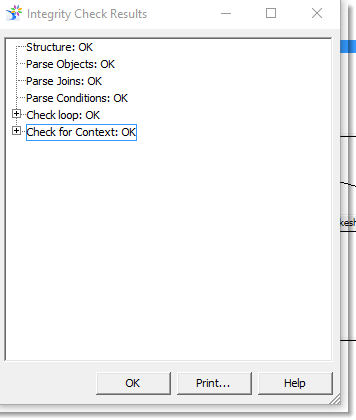 Integrity Check Results
Structure: OK
Parse Objects: OK
Parse Joins: OK
Parse Conditions: OK
Check loop: OK
Check for Context: OK
OK
Print...
Help